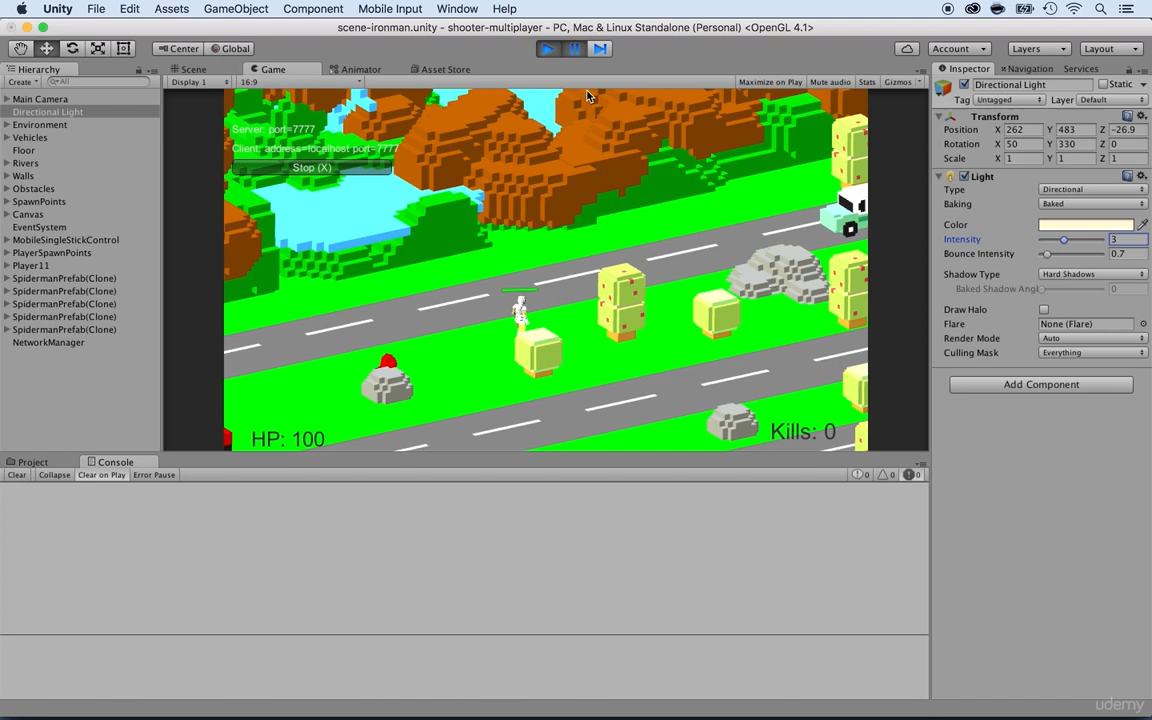 Unity File Edit Assets GameObject Component Mobile Input Window Help
scene-ironman.unity - shooter-multiplayer - PC, Mac & Linux Standalone (Personal) <OpenGL 4.1>
Center Global Account Layers Layout
Hierarchy Scene Game Animator Asset Store Inspector Navigation Services
Create All Display 1 16:9 Maximize on Play Mute audio Stats Gizmos
Main Camera
Directional Light
Environment
Vehicles
Floor
Rivers
Walls
Obstacles
SpawnPoints
Canvas
EventSystem
MobileSingleStickControl
PlayerSpawnPoints
Player11
SpidermanPrefab(Clone)
SpidermanPrefab(Clone)
SpidermanPrefab(Clone)
SpidermanPrefab(Clone)
SpidermanPrefab(Clone)
NetworkManager
Server: port=7777
Client: address=localhost port=7777
Stop (X)
HP: 100
Kills: 0
Directional Light Static
Tag Untagged Layer Default
Transform
Position X 262 Y 483 Z -26.9
Rotation X 50 Y 330 Z 0
Scale X 1 Y 1 Z 1
Light
Type Directional
Baking Baked
Color
Intensity 3
Bounce Intensity 0.7
Shadow Type Hard Shadows
Baked Shadow Angl 0
Draw Halo
Flare None (Flare)
Render Mode Auto
Culling Mask Everything
Add Component
Project Console
Clear Collapse Clear on Play Error Pause 0 0 0
udemy